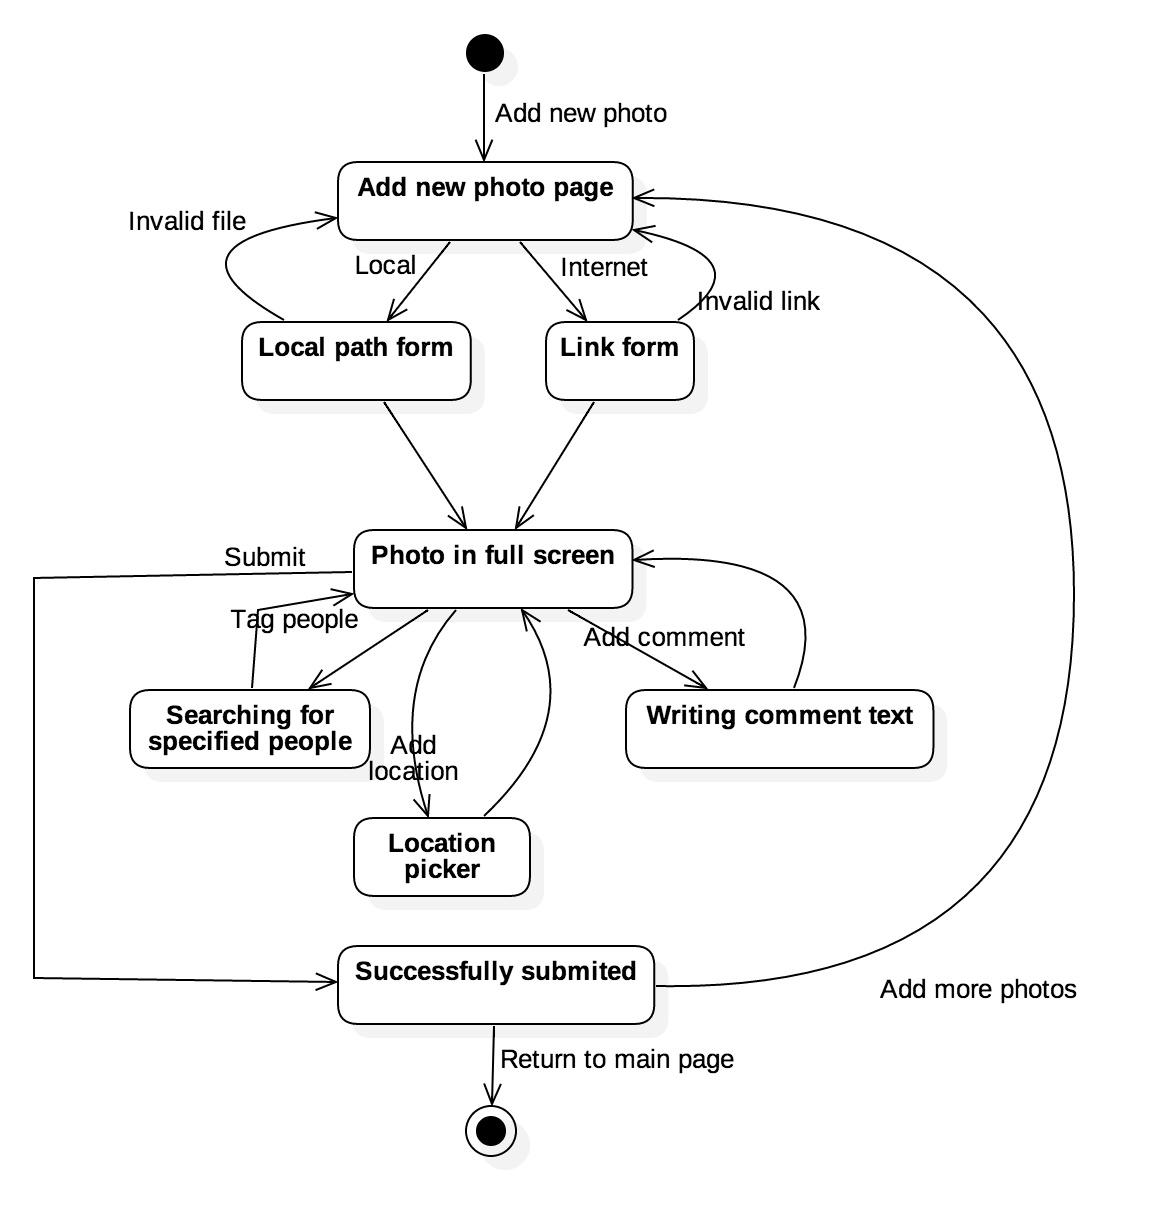 Add new photo
Add new photo page
Invalid file
Local
Internet
Invalid link
Local path form
Link form
Photo in full screen
Submit
Tag people
Add comment
Searching for
specified people
Writing comment text
Add
location
Location
picker
Successfully submited
Add more photos
Return to main page